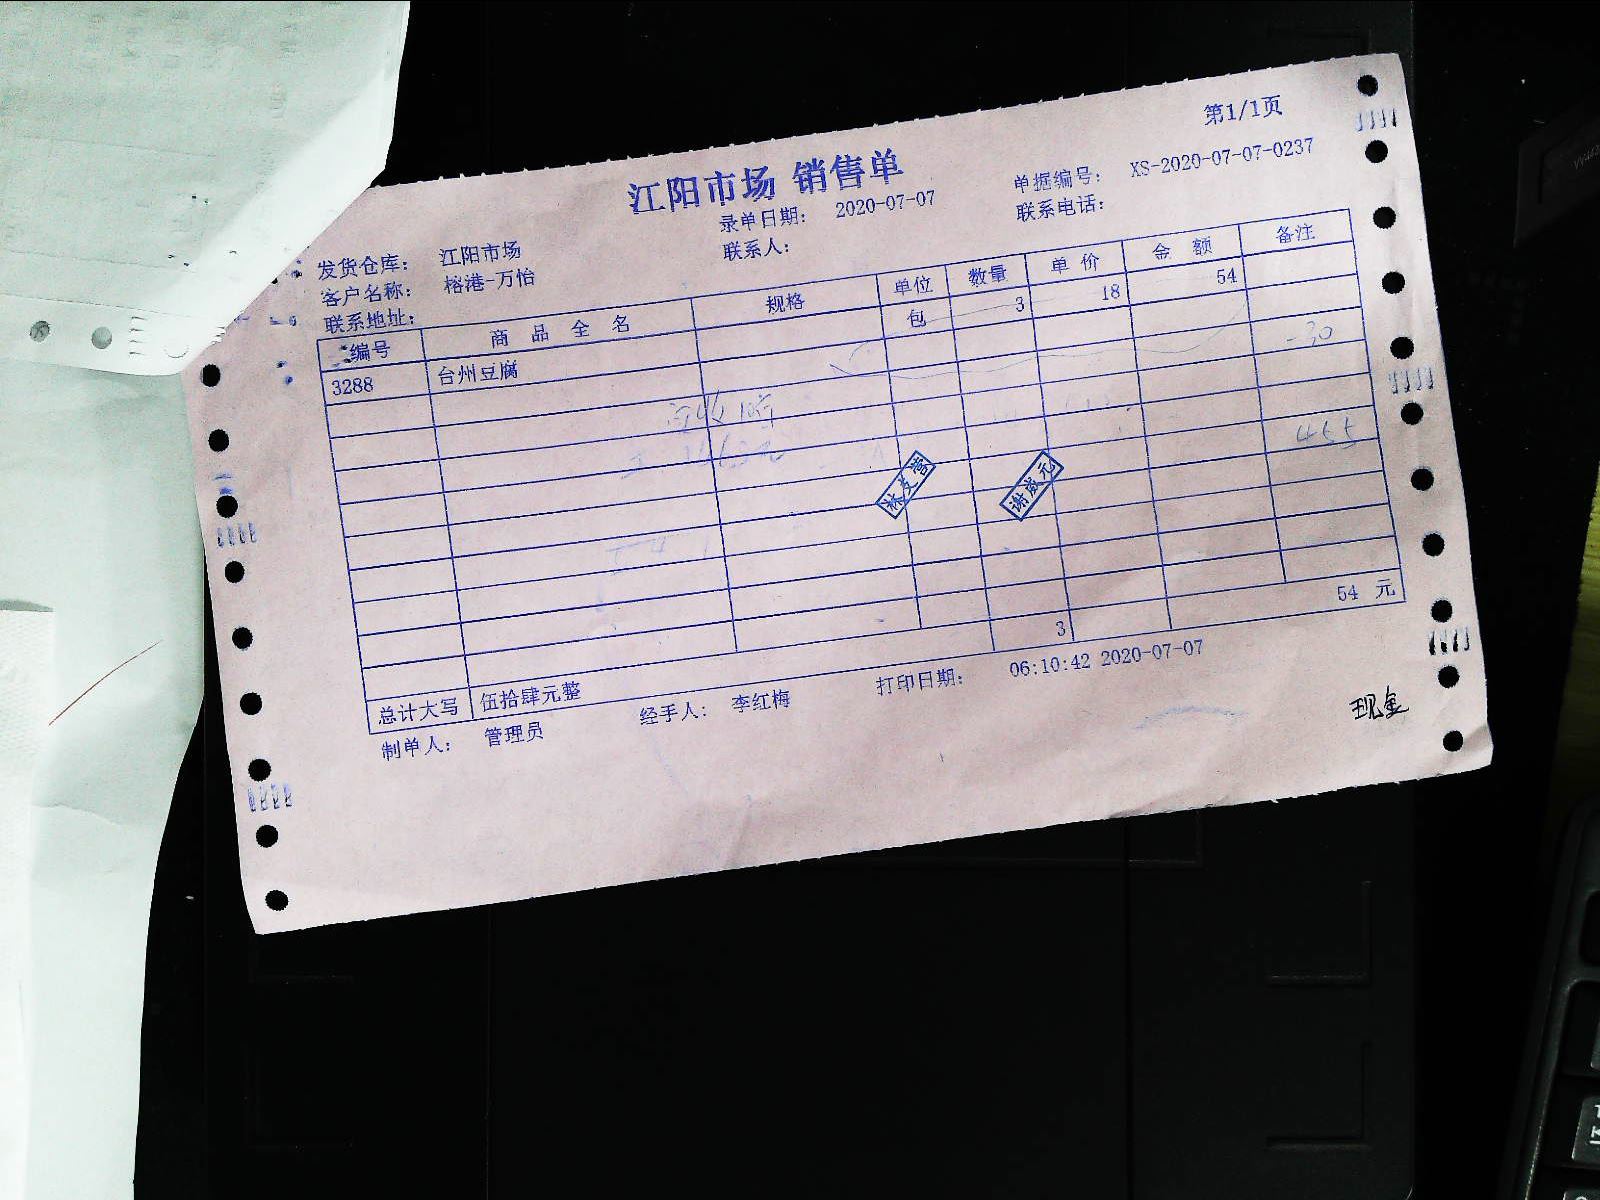 第1/1页
江阳市场 销售单
录单日期： 2020-07-07
单据编号： XS-2020-07-07-0237
发货仓库： 江阳市场
联系人：
联系电话：
客户名称： 榕港-万怡
联系地址：
编号 商品全名 规格 单位 数量 单价 金额 备注
3288 台州豆腐 包 3 18 54
-30
455
谢威元
3 54 元
总计大写 伍拾肆元整
制单人： 管理员 经手人： 李红梅 打印日期： 06:10:42 2020-07-07
现金